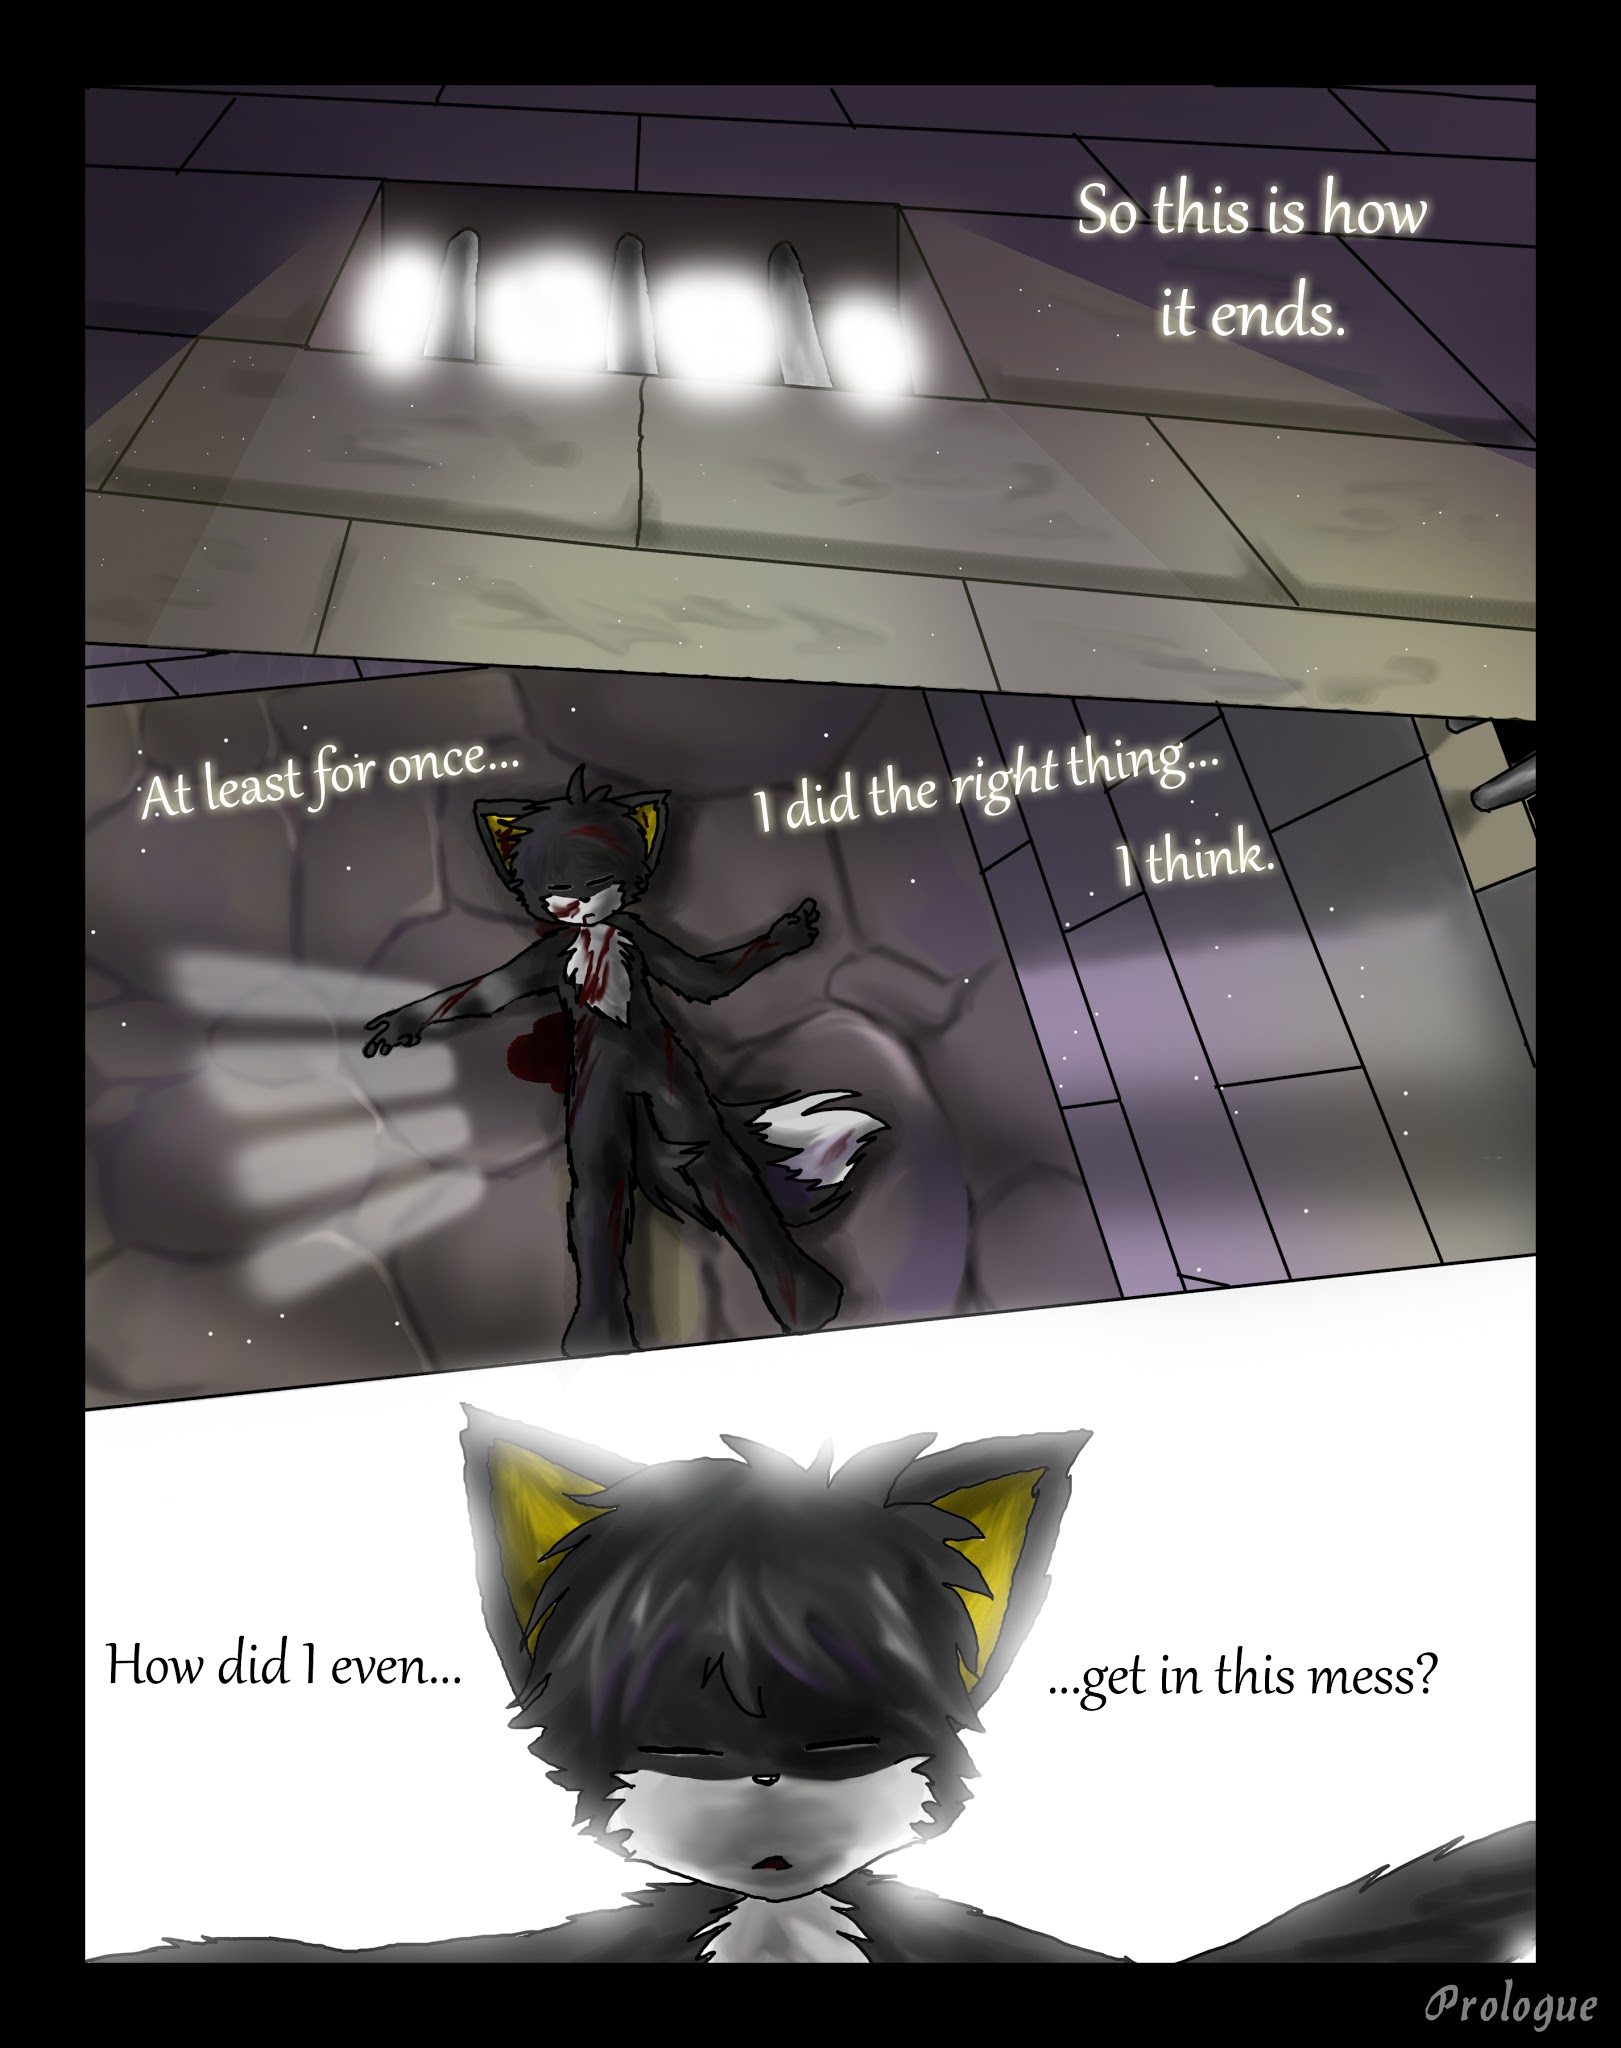 So this is how
it ends.
At least for once...
I did the right thing...
I think.
How did I even...
...get in this mess?
Prologue